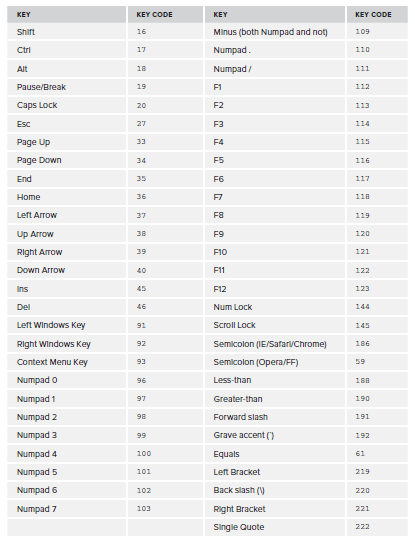 KEY KEY CODE KEY KEY CODE
Shift 16 Minus (both Numpad and not) 109
Ctrl 17 Numpad . 110
Alt 18 Numpad / 111
Pause/Break 19 F1 112
Caps Lock 20 F2 113
Esc 27 F3 114
Page Up 33 F4 115
Page Down 34 F5 116
End 35 F6 117
Home 36 F7 118
Left Arrow 37 F8 119
Up Arrow 38 F9 120
Right Arrow 39 F10 121
Down Arrow 40 F11 122
Ins 45 F12 123
Del 46 Num Lock 144
Left Windows Key 91 Scroll Lock 145
Right Windows Key 92 Semicolon (IE/Safari/Chrome) 186
Context Menu Key 93 Semicolon (Opera/FF) 59
Numpad 0 96 Less-than 188
Numpad 1 97 Greater-than 190
Numpad 2 98 Forward slash 191
Numpad 3 99 Grave accent (`) 192
Numpad 4 100 Equals 61
Numpad 5 101 Left Bracket 219
Numpad 6 102 Back slash (\) 220
Numpad 7 103 Right Bracket 221
Single Quote 222